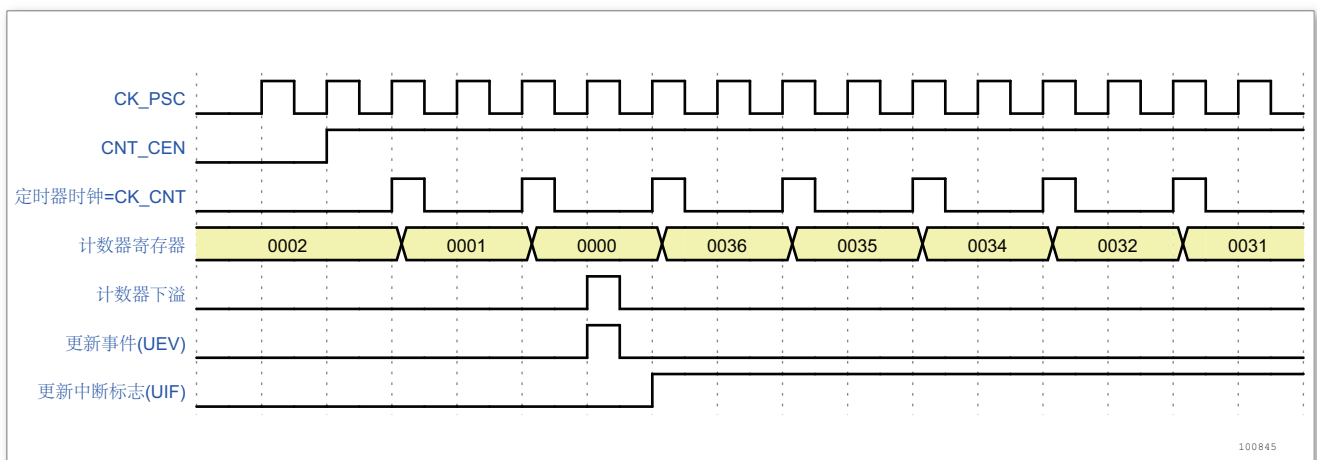 CK_PSC
CNT_CEN
定时器时钟=CK_CNT
计数器寄存器 0002 0001 0000 0036 0035 0034 0032 0031
计数器下溢
更新事件(UEV)
更新中断标志(UIF)
100845